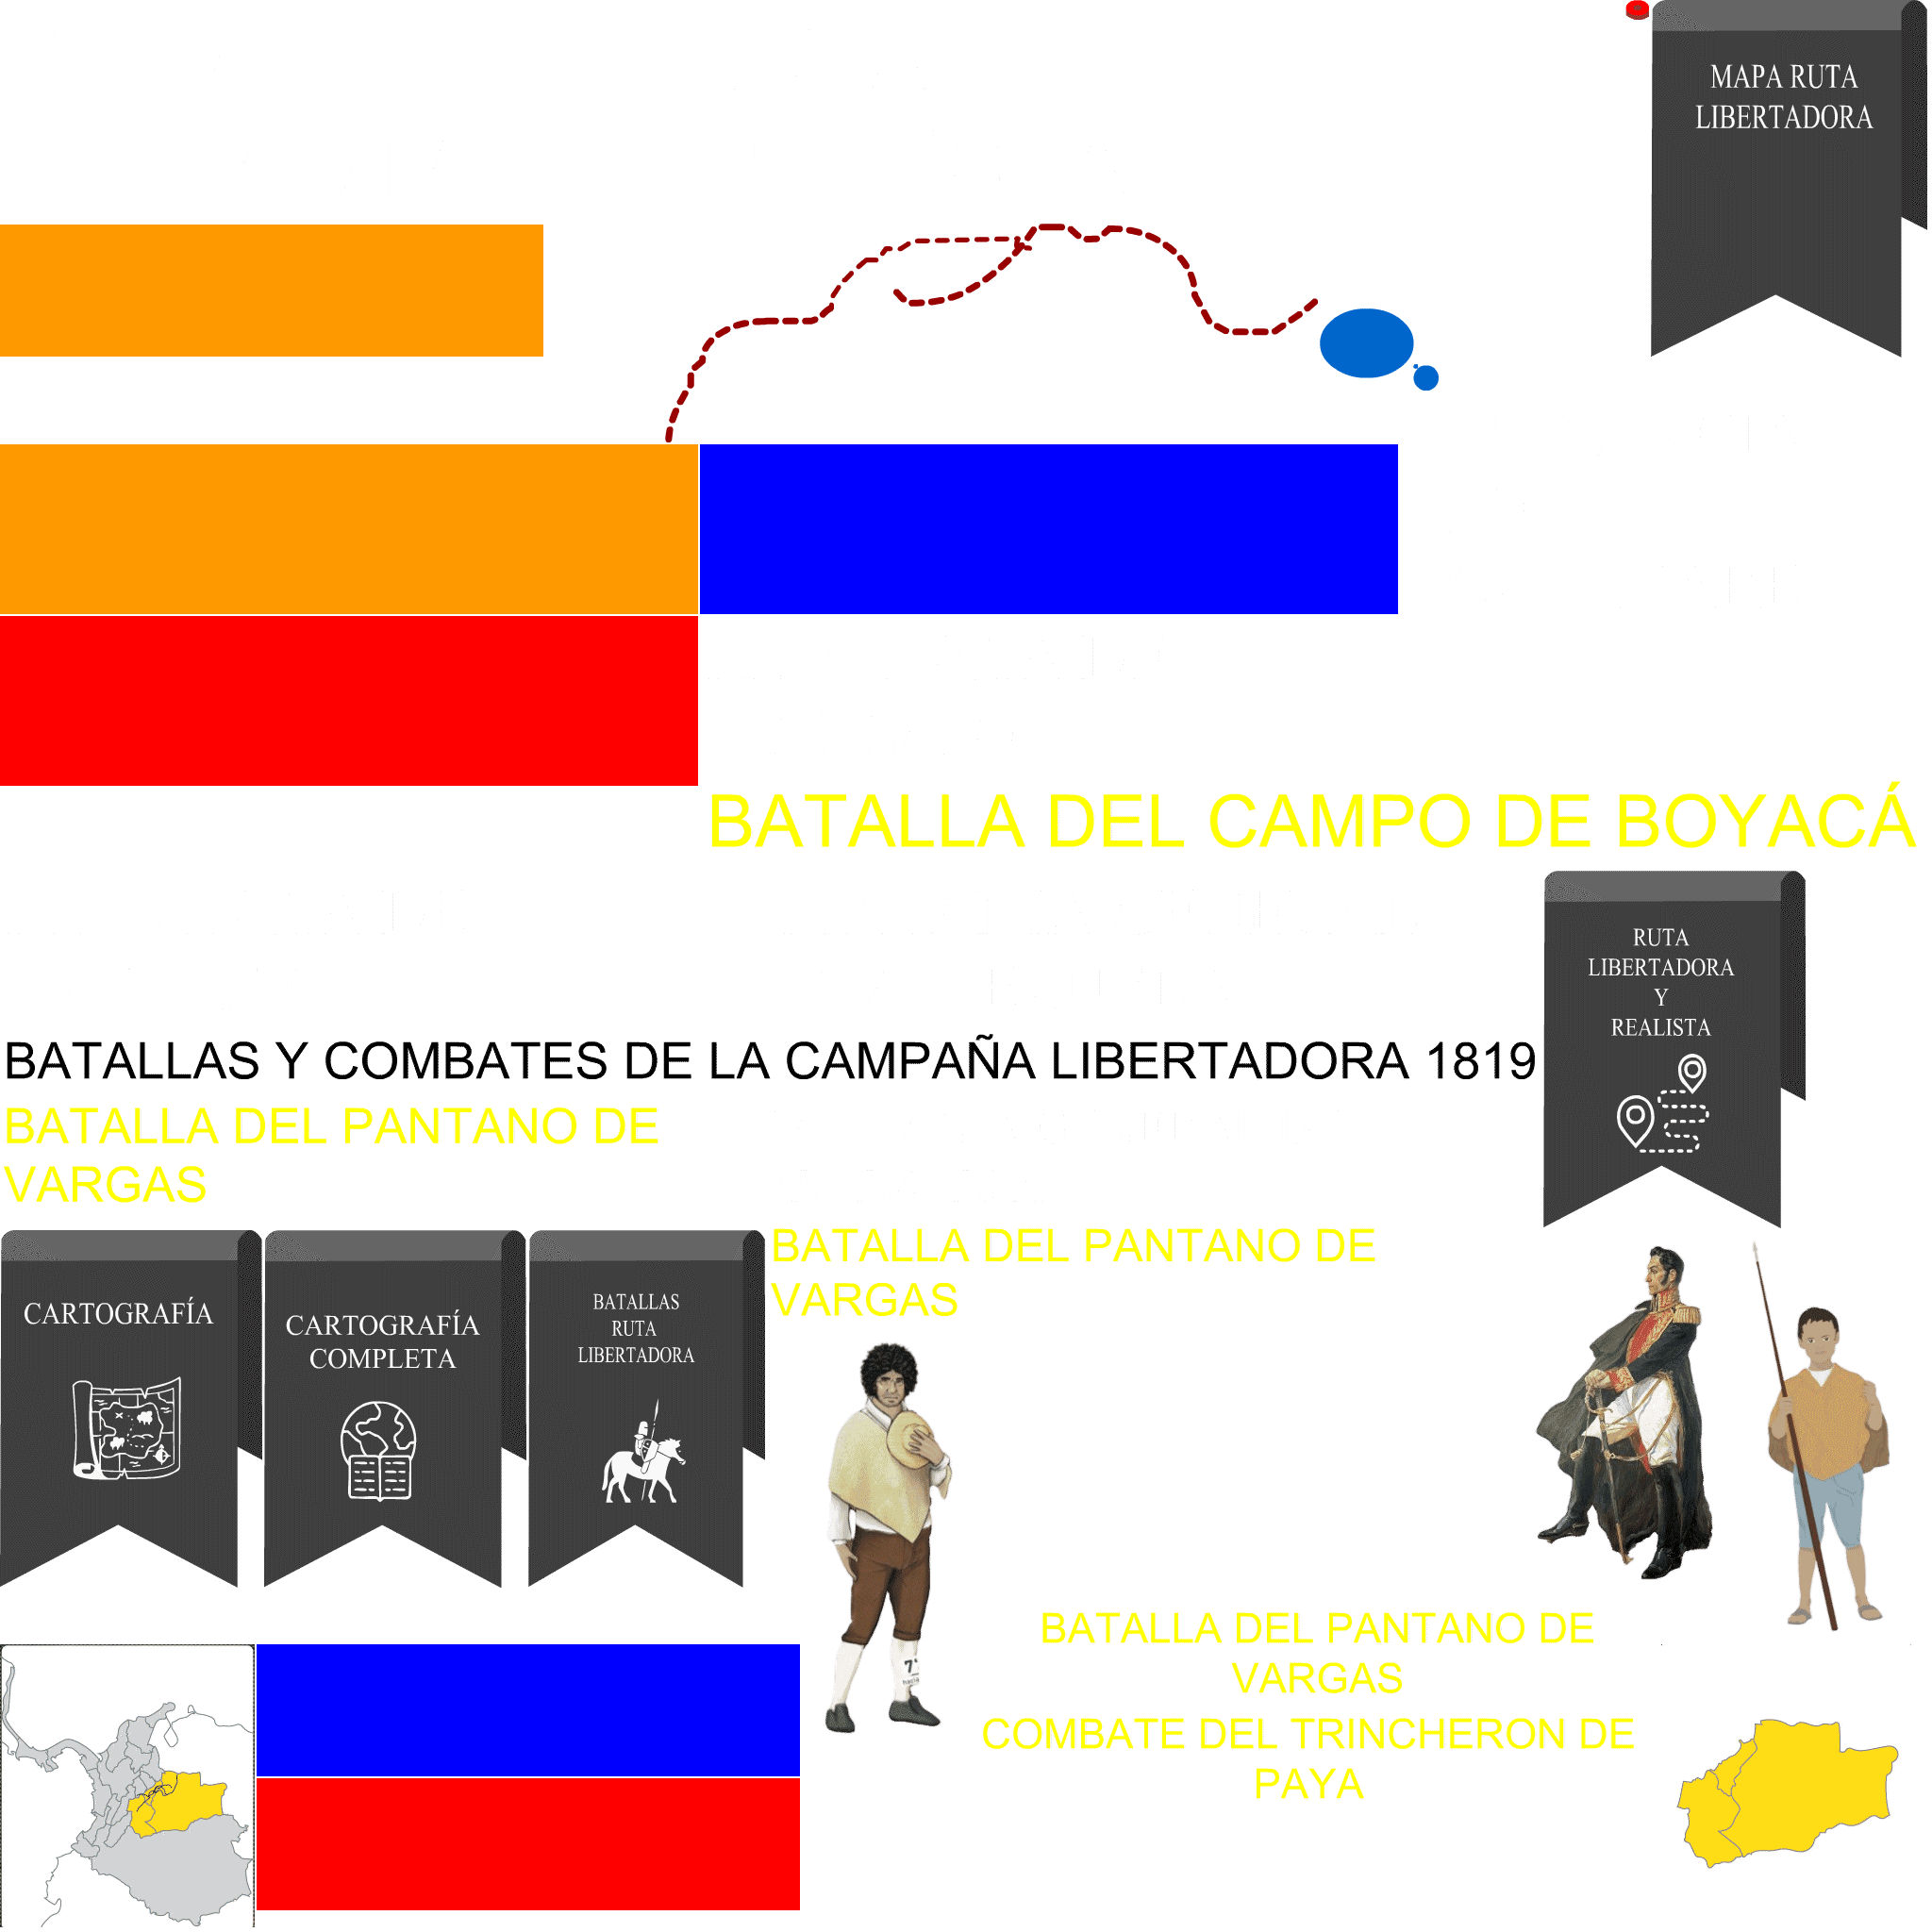 MAPA RUTA
LIBERTADORA
BATALLA DEL CAMPO DE BOYACÁ
RUTA
LIBERTADORA
Y
REALISTA
BATALLAS Y COMBATES DE LA CAMPAÑA LIBERTADORA 1819
BATALLA DEL PANTANO DE
VARGAS
BATALLA DEL PANTANO DE
VARGAS
CARTOGRAFÍA
CARTOGRAFÍA
COMPLETA
BATALLAS
RUTA
LIBERTADORA
BATALLA DEL PANTANO DE
VARGAS
COMBATE DEL TRINCHERON DE
PAYA